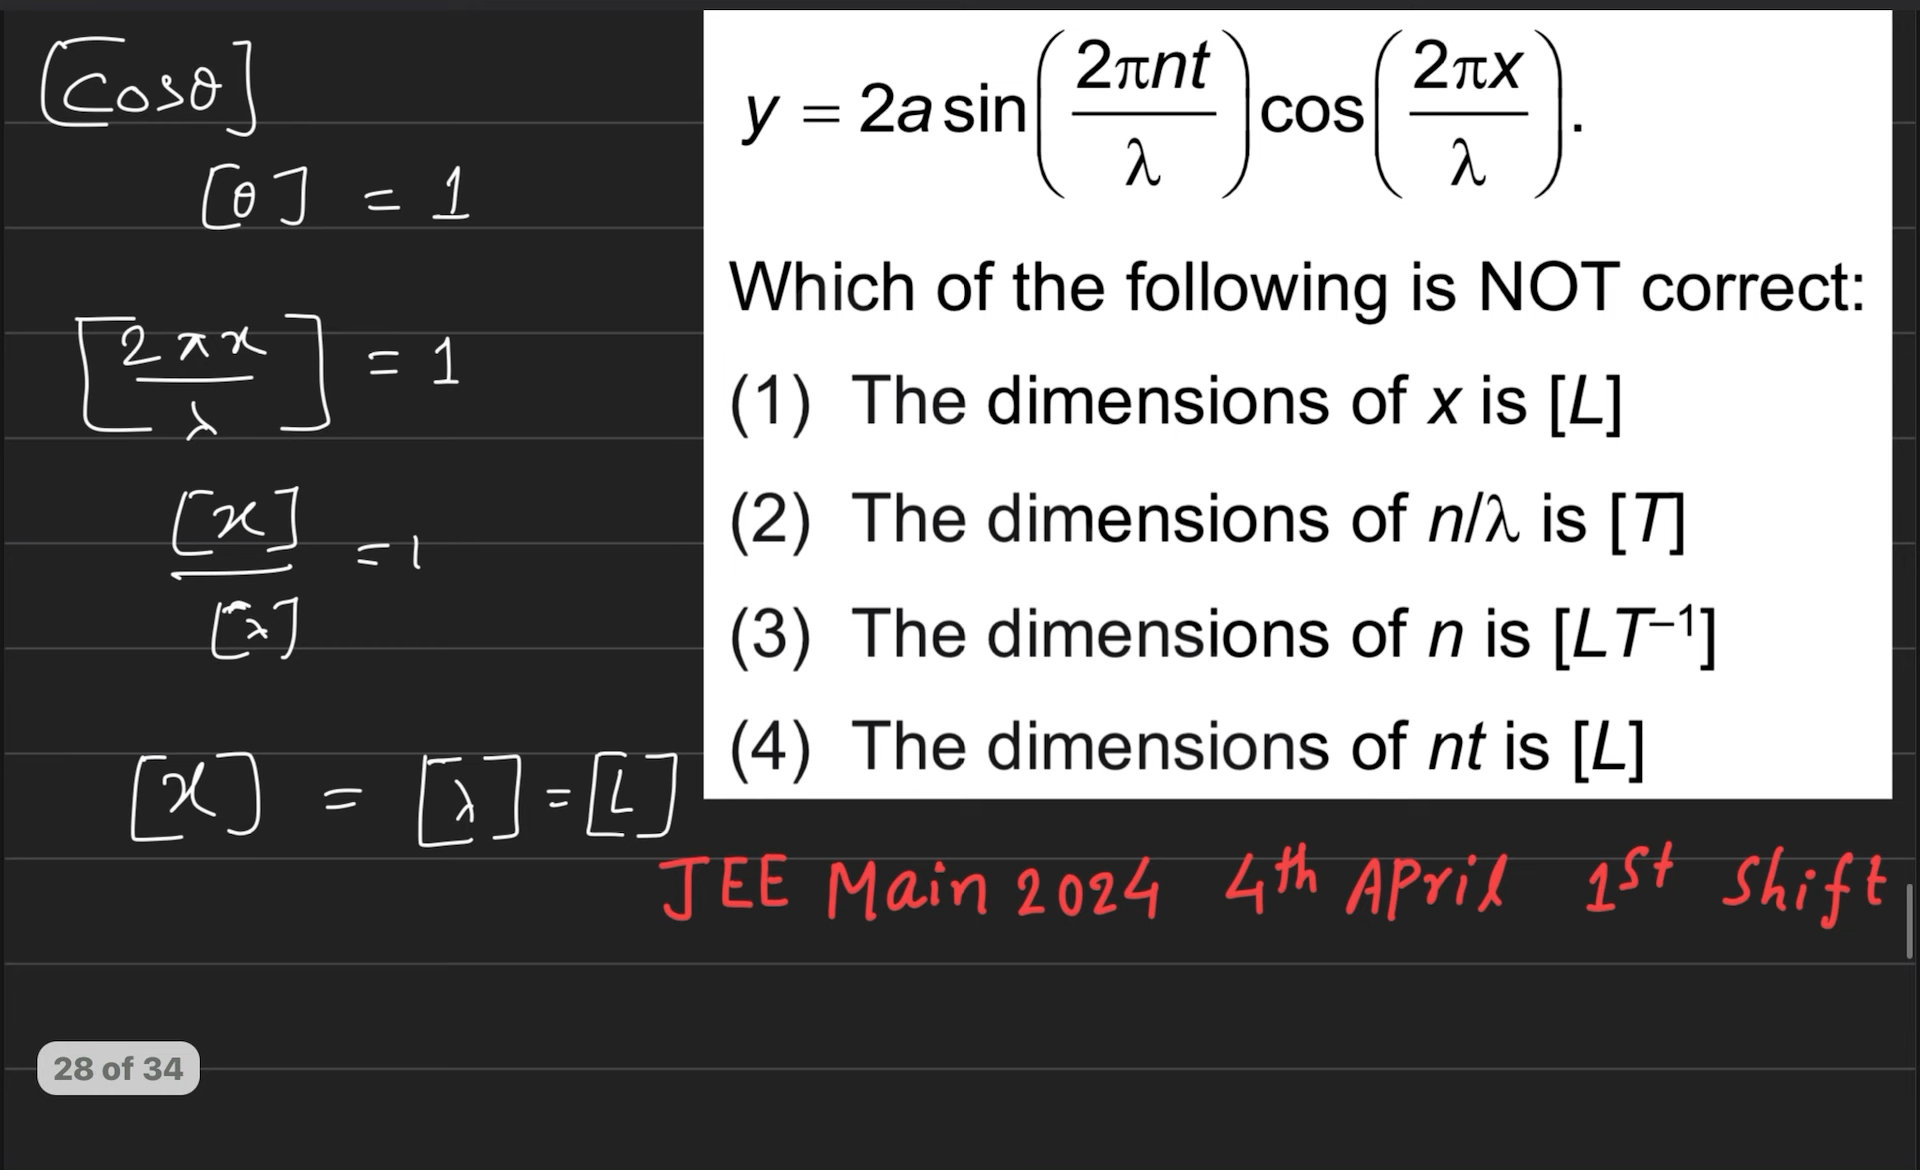 [Cosθ]
[θ] = 1
[2πx/λ] = 1
[x]/[λ] = 1
[x] = [λ] = [L]
y = 2a sin(2πnt/λ) cos(2πx/λ).
Which of the following is NOT correct:
(1) The dimensions of x is [L]
(2) The dimensions of n/λ is [T]
(3) The dimensions of n is [LT⁻¹]
(4) The dimensions of nt is [L]
JEE Main 2024 4th April 1st Shift
28 of 34